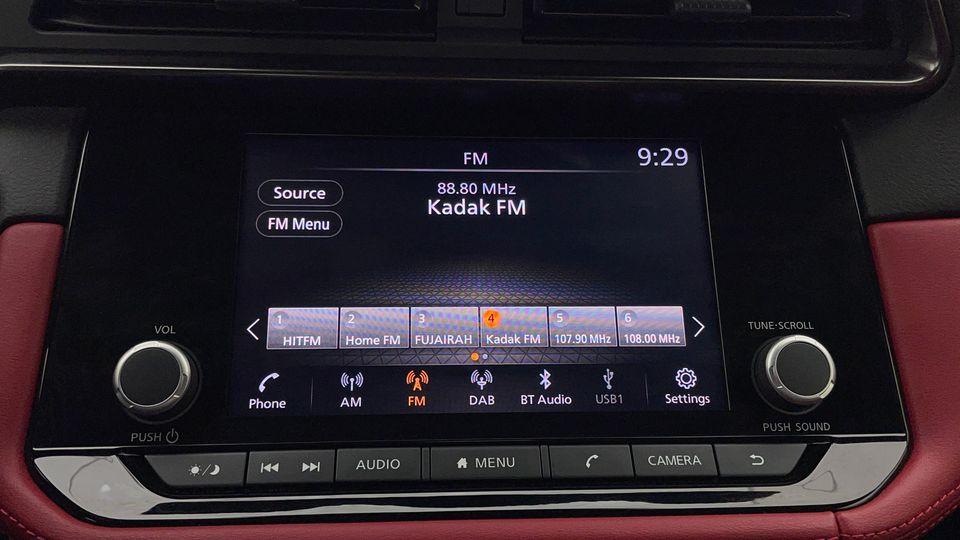 FM
9:29
Source
88.80 MHz
Kadak FM
FM Menu
1
HITFM
2
Home FM
3
FUJAIRAH
4
Kadak FM
5
107.90 MHz
6
108.00 MHz
VOL
TUNE·SCROLL
Phone
AM
FM
DAB
BT Audio
USB1
Settings
PUSH
PUSH SOUND
AUDIO
MENU
CAMERA